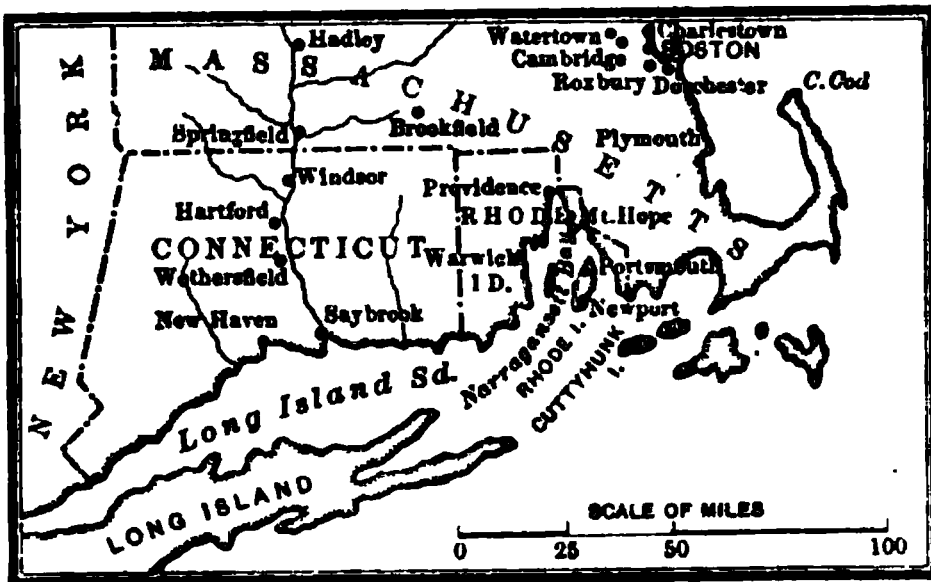 Hadley
Watertown
Charlestown
BOSTON
Cambridge
Roxbury
Dorchester
C. Cod
MASSACHUSETTS
Brookfield
Springfield
Plymouth
NEW YORK
Windsor
Providence
Hartford
RHODE
Mt. Hope
CONNECTICUT
Warwick
Portsmouth
Wethersfield
ID.
New Haven
Saybrook
Newport
Narragansett Bay
RHODE I.
CUTTYHUNK
I.
Long Island Sd.
LONG ISLAND
SCALE OF MILES
0 25 50 100